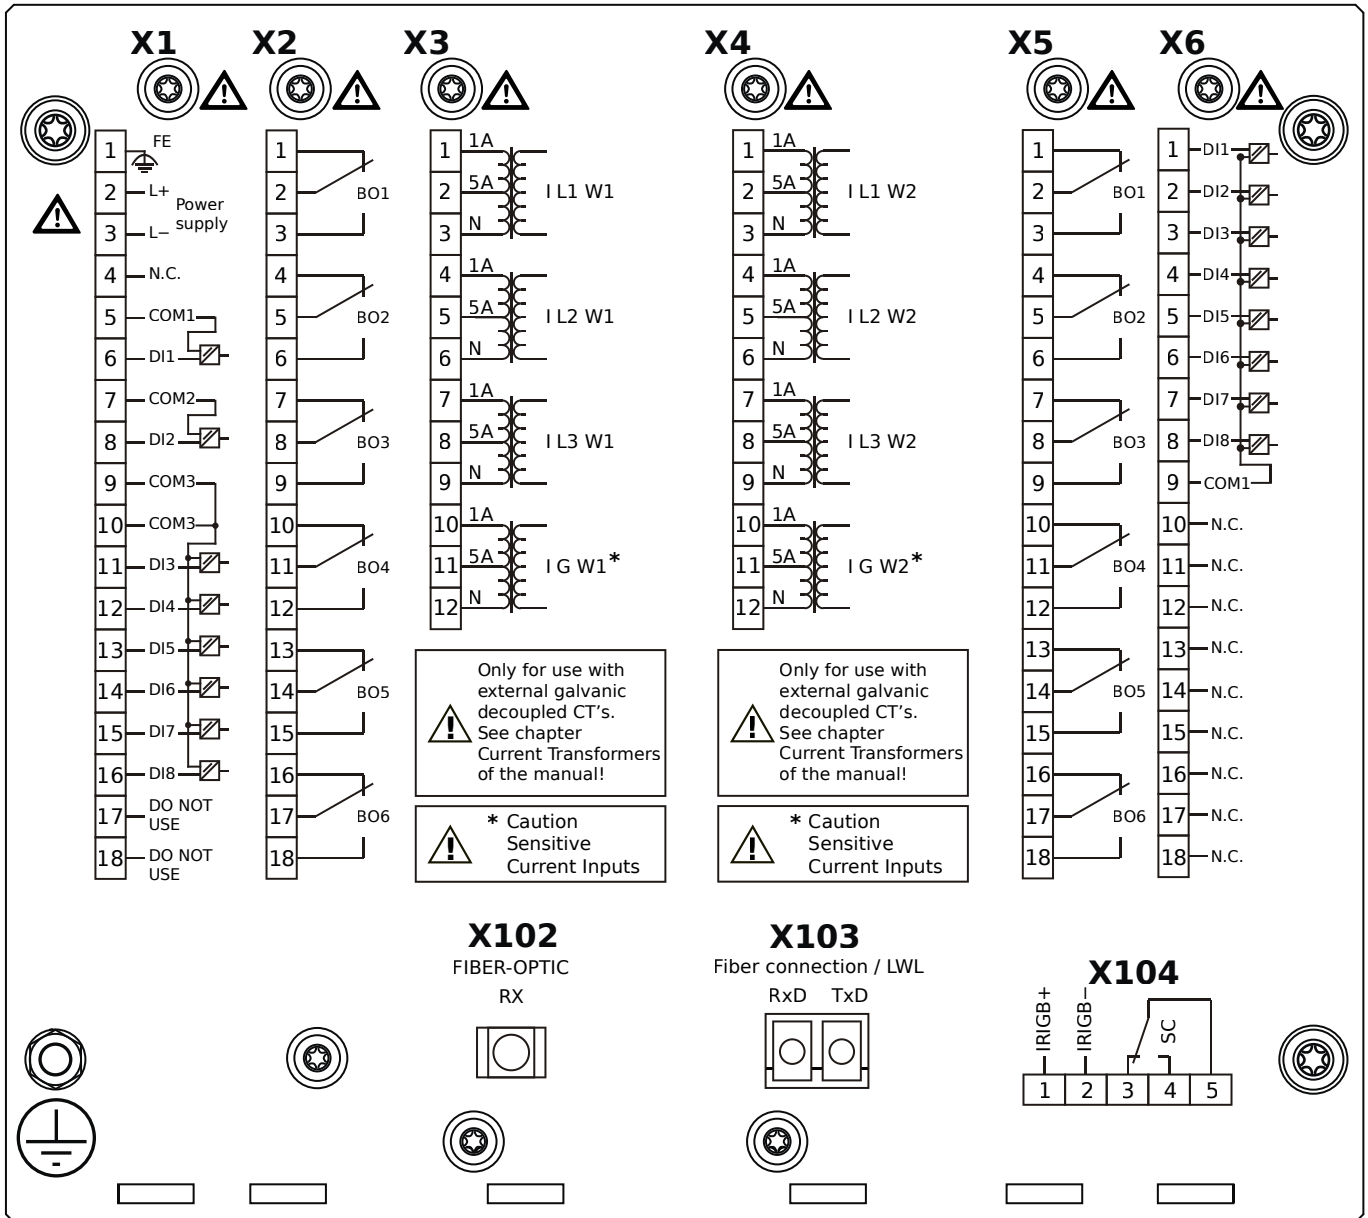 X1
X2
X3
X4
X5
X6
1
FE
2
L+
Power
supply
3
L−
4
N.C.
5
COM1
6
DI1
7
COM2
8
DI2
9
COM3
10
COM3
11
DI3
12
DI4
13
DI5
14
DI6
15
DI7
16
DI8
17
DO NOT
USE
18
DO NOT
USE
1
2
BO1
3
4
5
BO2
6
7
8
BO3
9
10
11
BO4
12
13
14
BO5
15
16
17
BO6
18
1
1A
2
5A
I L1 W1
3
N
4
1A
5
5A
I L2 W1
6
N
7
1A
8
5A
I L3 W1
9
N
10
1A
11
5A
I G W1*
12
N
Only for use with
external galvanic
decoupled CT's.
See chapter
Current Transformers
of the manual!
* Caution
Sensitive
Current Inputs
1
1A
2
5A
I L1 W2
3
N
4
1A
5
5A
I L2 W2
6
N
7
1A
8
5A
I L3 W2
9
N
10
1A
11
5A
I G W2*
12
N
Only for use with
external galvanic
decoupled CT's.
See chapter
Current Transformers
of the manual!
* Caution
Sensitive
Current Inputs
1
2
BO1
3
4
5
BO2
6
7
8
BO3
9
10
11
BO4
12
13
14
BO5
15
16
17
BO6
18
1
DI1
2
DI2
3
DI3
4
DI4
5
DI5
6
DI6
7
DI7
8
DI8
9
COM1
10
N.C.
11
N.C.
12
N.C.
13
N.C.
14
N.C.
15
N.C.
16
N.C.
17
N.C.
18
N.C.
X102
FIBER-OPTIC
RX
X103
Fiber connection / LWL
RxD TxD
X104
IRIGB+
IRIGB−
SC
1 2 3 4 5